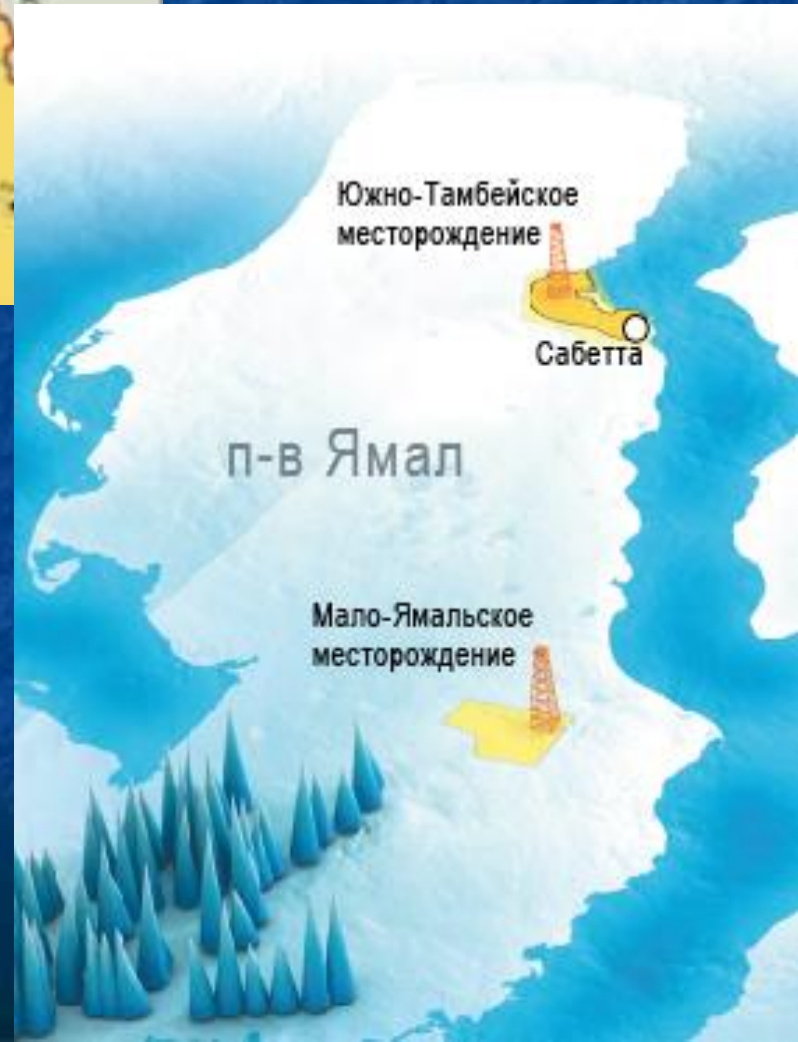 Южно-Тамбейское
месторождение
Сабетта
п-в Ямал
Мало-Ямальское
месторождение